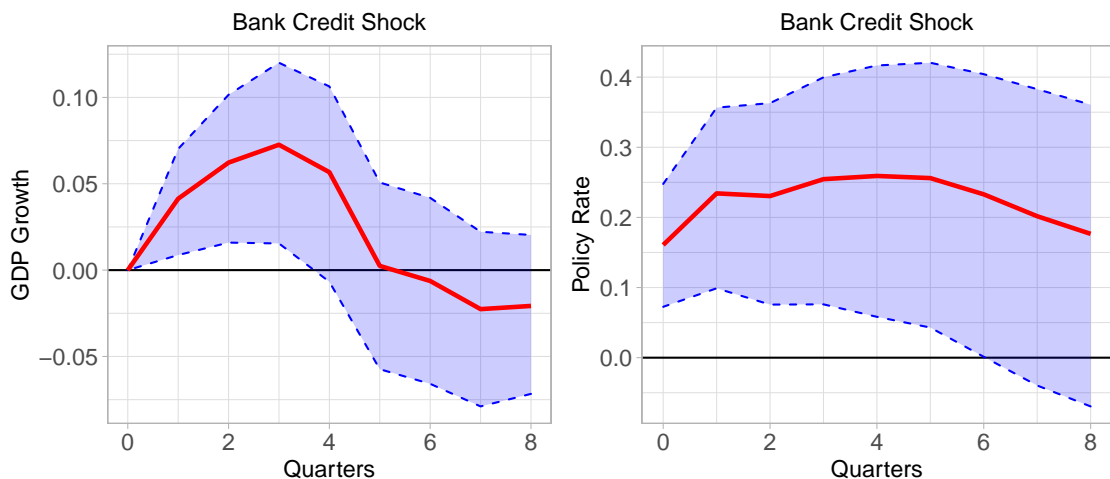 Bank Credit Shock
GDP Growth
0.10
0.05
0.00
−0.05
0 2 4 6 8
Quarters
Bank Credit Shock
Policy Rate
0.4
0.3
0.2
0.1
0.0
0 2 4 6 8
Quarters